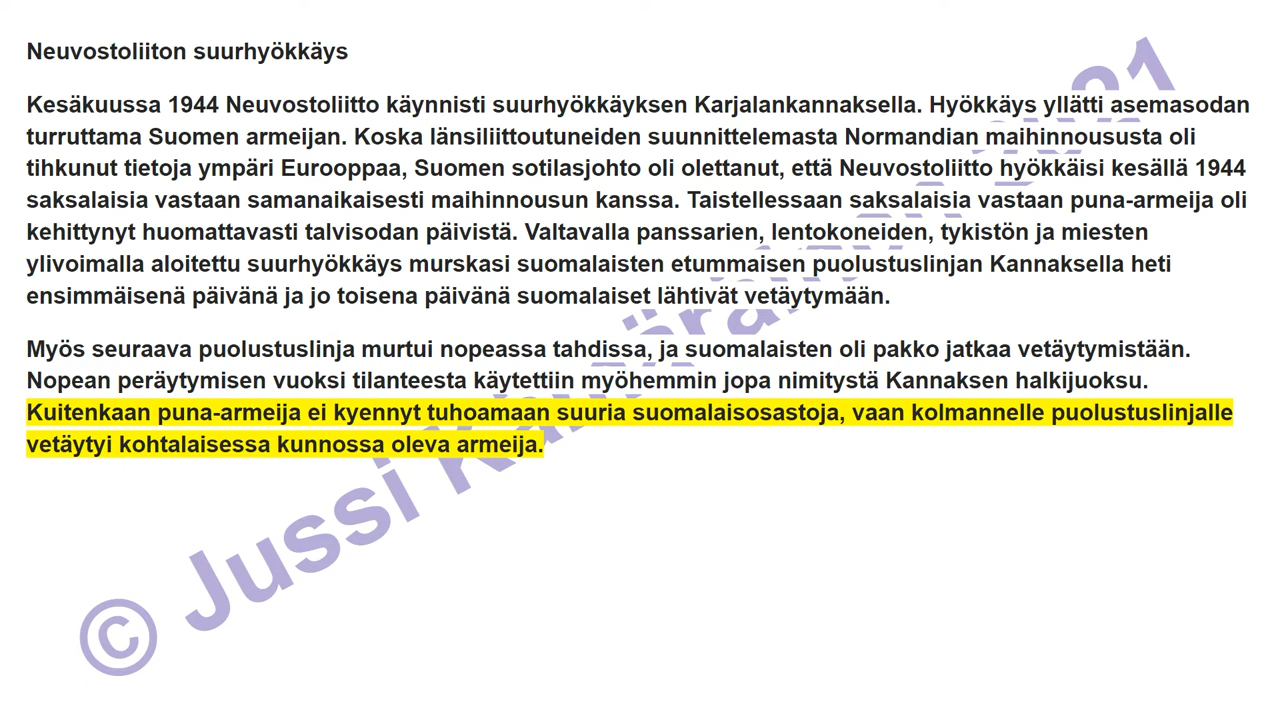 Neuvostoliiton suurhyökkäys
Kesäkuussa 1944 Neuvostoliitto käynnisti suurhyökkäyksen Karjalankannaksella. Hyökkäys yllätti asemasodan
turruttama Suomen armeijan. Koska länsiliittoutuneiden suunnittelemasta Normandian maihinnoususta oli
tihkunut tietoja ympäri Eurooppaa, Suomen sotilasjohto oli olettanut, että Neuvostoliitto hyökkäisi kesällä 1944
saksalaisia vastaan samanaikaisesti maihinnousun kanssa. Taistellessaan saksalaisia vastaan puna-armeija oli
kehittynyt huomattavasti talvisodan päivistä. Valtavalla panssarien, lentokoneiden, tykistön ja miesten
ylivoimalla aloitettu suurhyökkäys murskasi suomalaisten etummaisen puolustuslinjan Kannaksella heti
ensimmäisenä päivänä ja jo toisena päivänä suomalaiset lähtivät vetäytymään.
Myös seuraava puolustuslinja murtui nopeassa tahdissa, ja suomalaisten oli pakko jatkaa vetäytymistään.
Nopean peräytymisen vuoksi tilanteesta käytettiin myöhemmin jopa nimitystä Kannaksen halkijuoksu.
Kuitenkaan puna-armeija ei kyennyt tuhoamaan suuria suomalaisosastoja, vaan kolmannelle puolustuslinjalle
vetäytyi kohtalaisessa kunnossa oleva armeija.
© Jussi